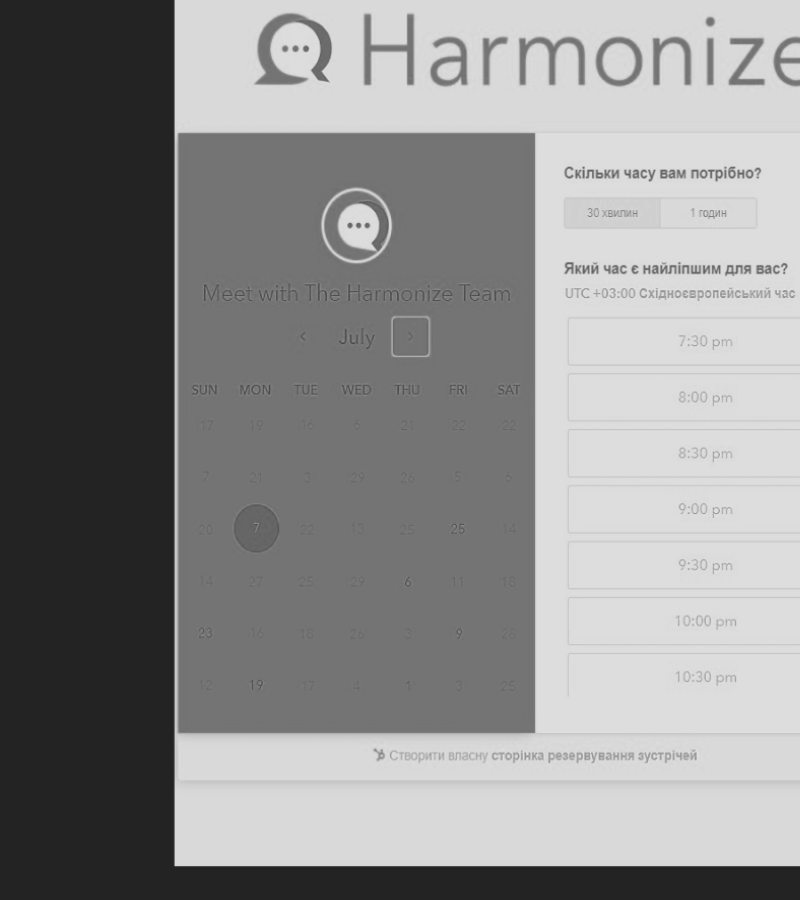 Harmonize
Meet with The Harmonize Team
July
SUN MON TUE WED THU FRI SAT
17 19 16 6 21 22 22
7 21 3 29 26 5 6
20 7 22 13 25 25 14
14 27 25 29 6 11 18
23 16 18 26 3 9 26
12 19 17 4 1 3 25
Скільки часу вам потрібно?
30 хвилин 1 годин
Який час є найліпшим для вас?
UTC +03:00 Східноєвропейський час
7:30 pm
8:00 pm
8:30 pm
9:00 pm
9:30 pm
10:00 pm
10:30 pm
Створити власну сторінка резервування зустрічей